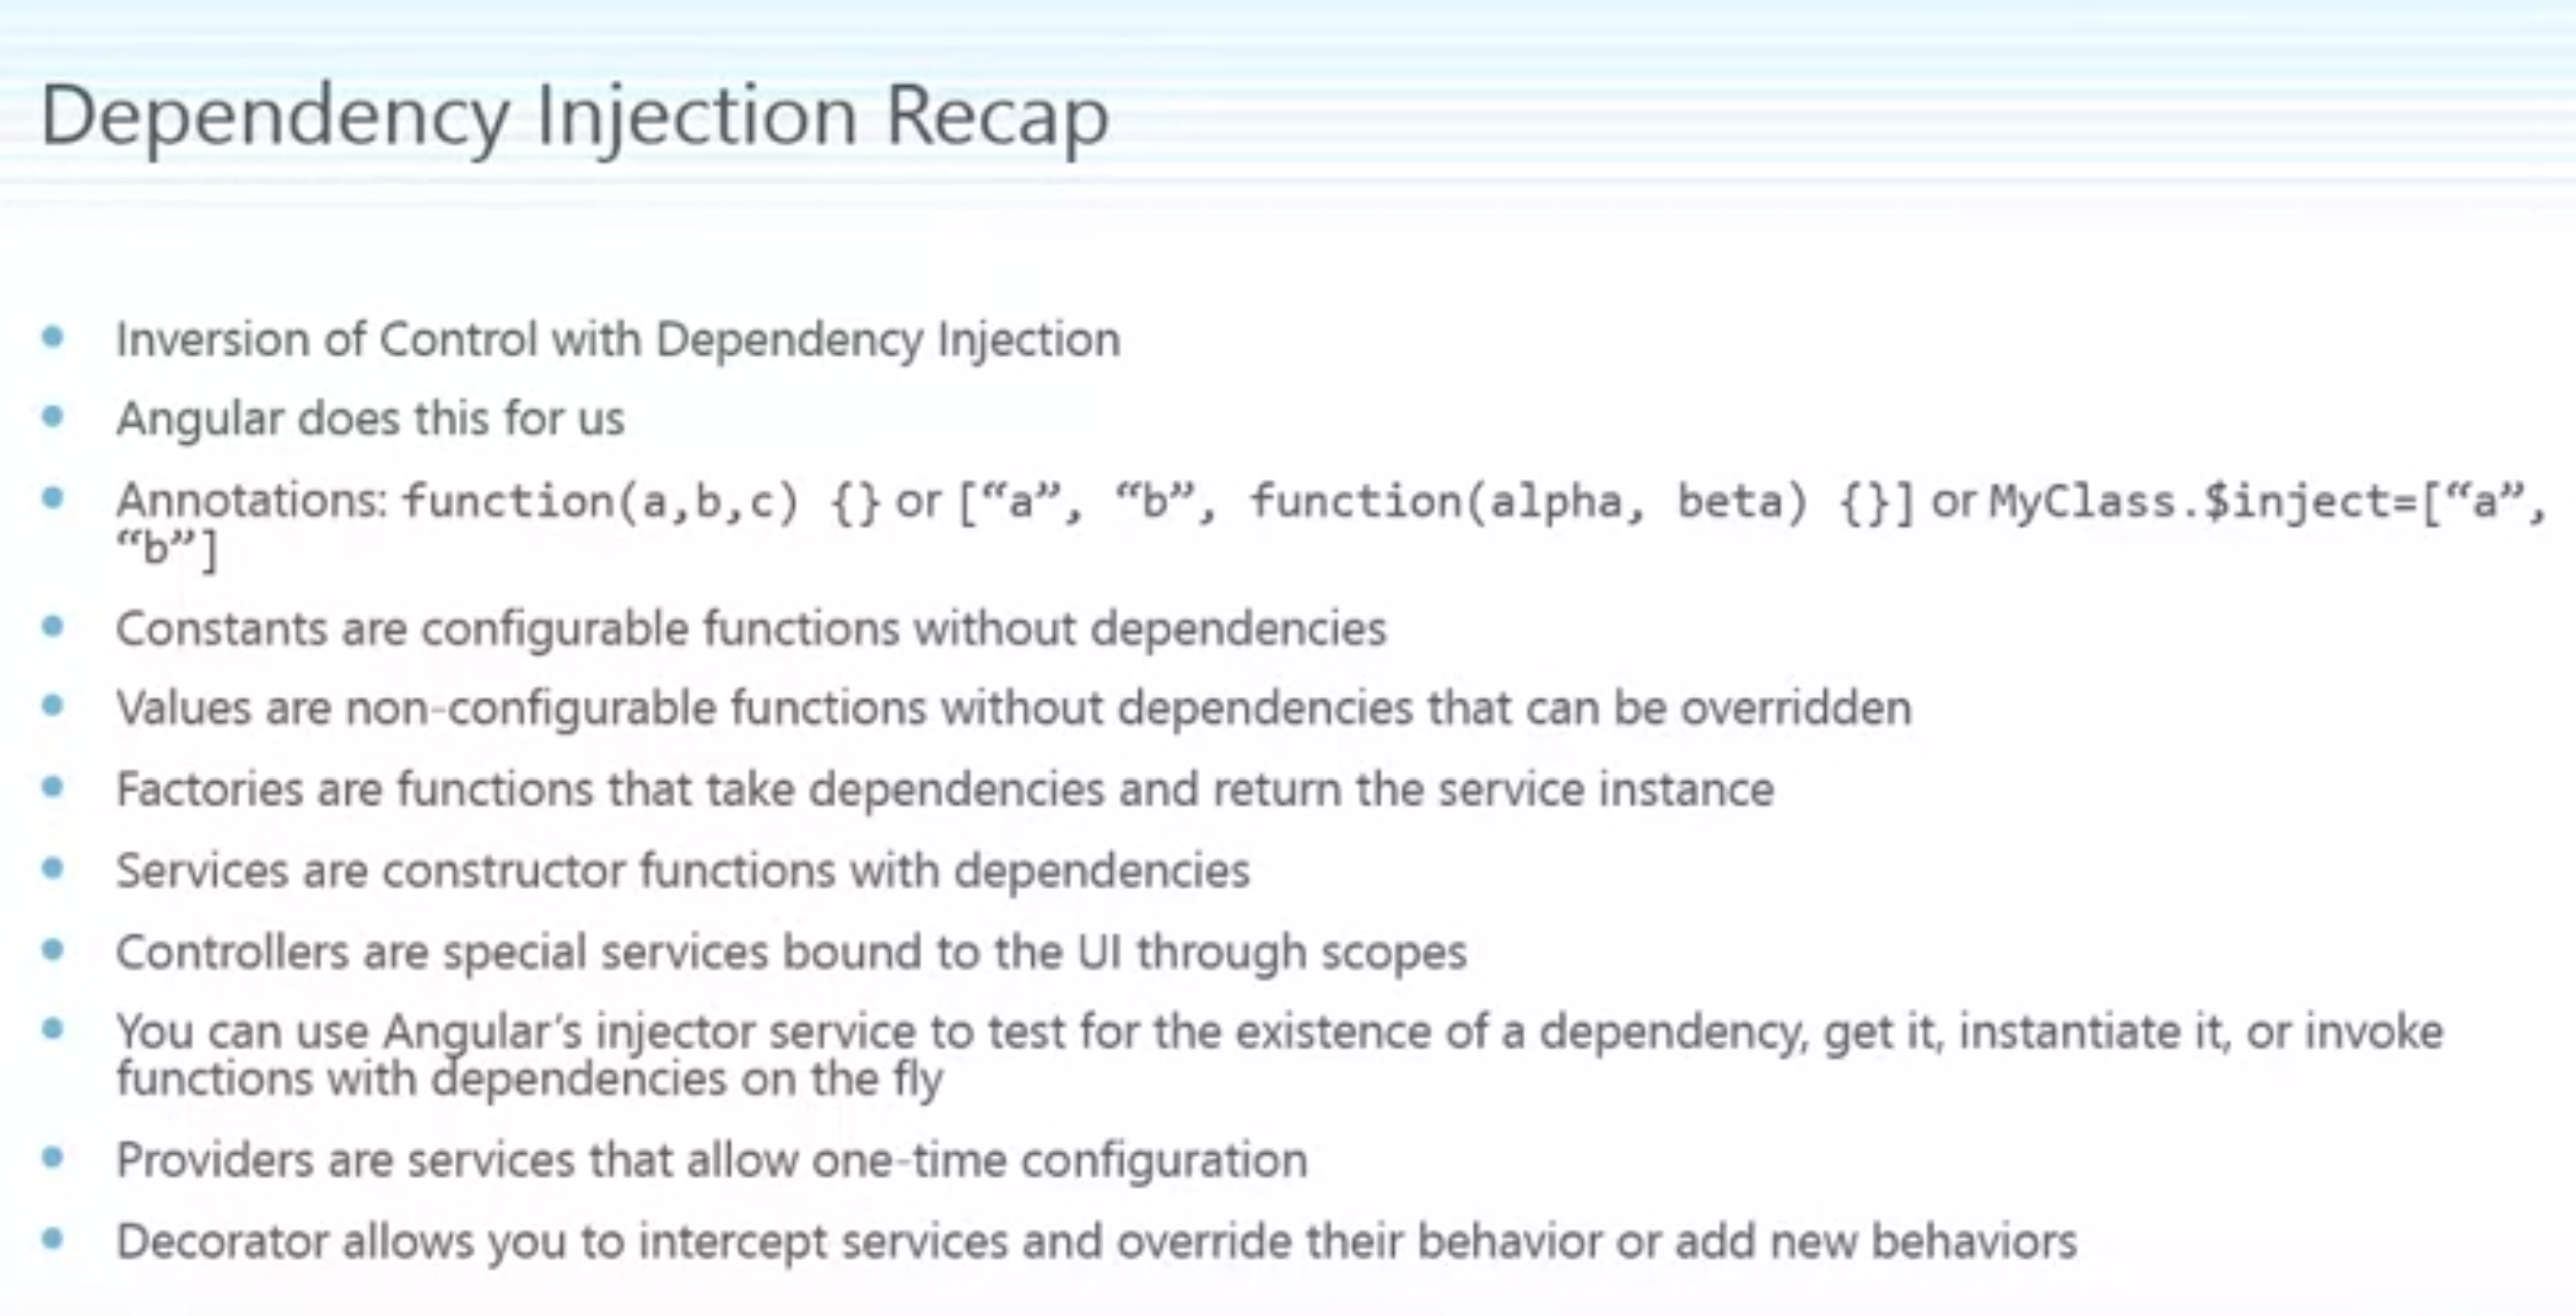 Dependency Injection Recap
• Inversion of Control with Dependency Injection
• Angular does this for us
• Annotations: function(a,b,c) {} or [“a”, “b”, function(alpha, beta) {}] or MyClass.$inject=[“a”,
“b”]
• Constants are configurable functions without dependencies
• Values are non-configurable functions without dependencies that can be overridden
• Factories are functions that take dependencies and return the service instance
• Services are constructor functions with dependencies
• Controllers are special services bound to the UI through scopes
• You can use Angular’s injector service to test for the existence of a dependency, get it, instantiate it, or invoke
functions with dependencies on the fly
• Providers are services that allow one-time configuration
• Decorator allows you to intercept services and override their behavior or add new behaviors